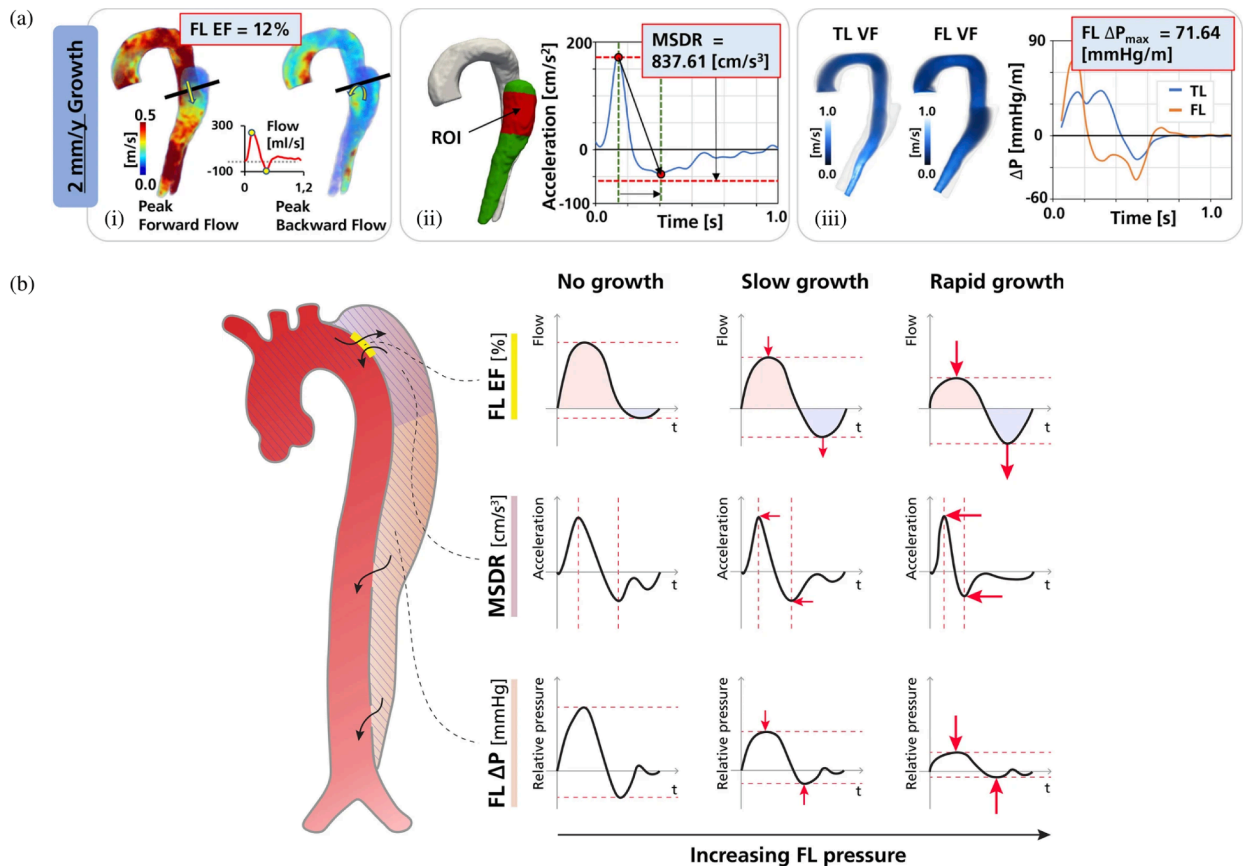 (a)
2 mm/y Growth
FL EF = 12%
0.5
[m/s]
0.0
300
Flow
[ml/s]
-100
0
1,2
Peak
Forward Flow
Peak
Backward Flow
(i)
ROI
(ii)
MSDR =
837.61 [cm/s³]
Acceleration [cm/s²]
200
0
-100
0.0
0.5
1.0
Time [s]
TL VF
FL VF
1.0
[m/s]
0.0
1.0
[m/s]
0.0
(iii)
FL ΔPmax = 71.64
[mmHg/m]
ΔP [mmHg/m]
90
0
-60
TL
FL
0.0
0.5
1.0
Time [s]
(b)
No growth
Slow growth
Rapid growth
FL EF [%]
Flow
t
Flow
t
Flow
t
MSDR [cm/s³]
Acceleration
t
Acceleration
t
Acceleration
t
FL ΔP [mmHg]
Relative pressure
t
Relative pressure
t
Relative pressure
t
Increasing FL pressure